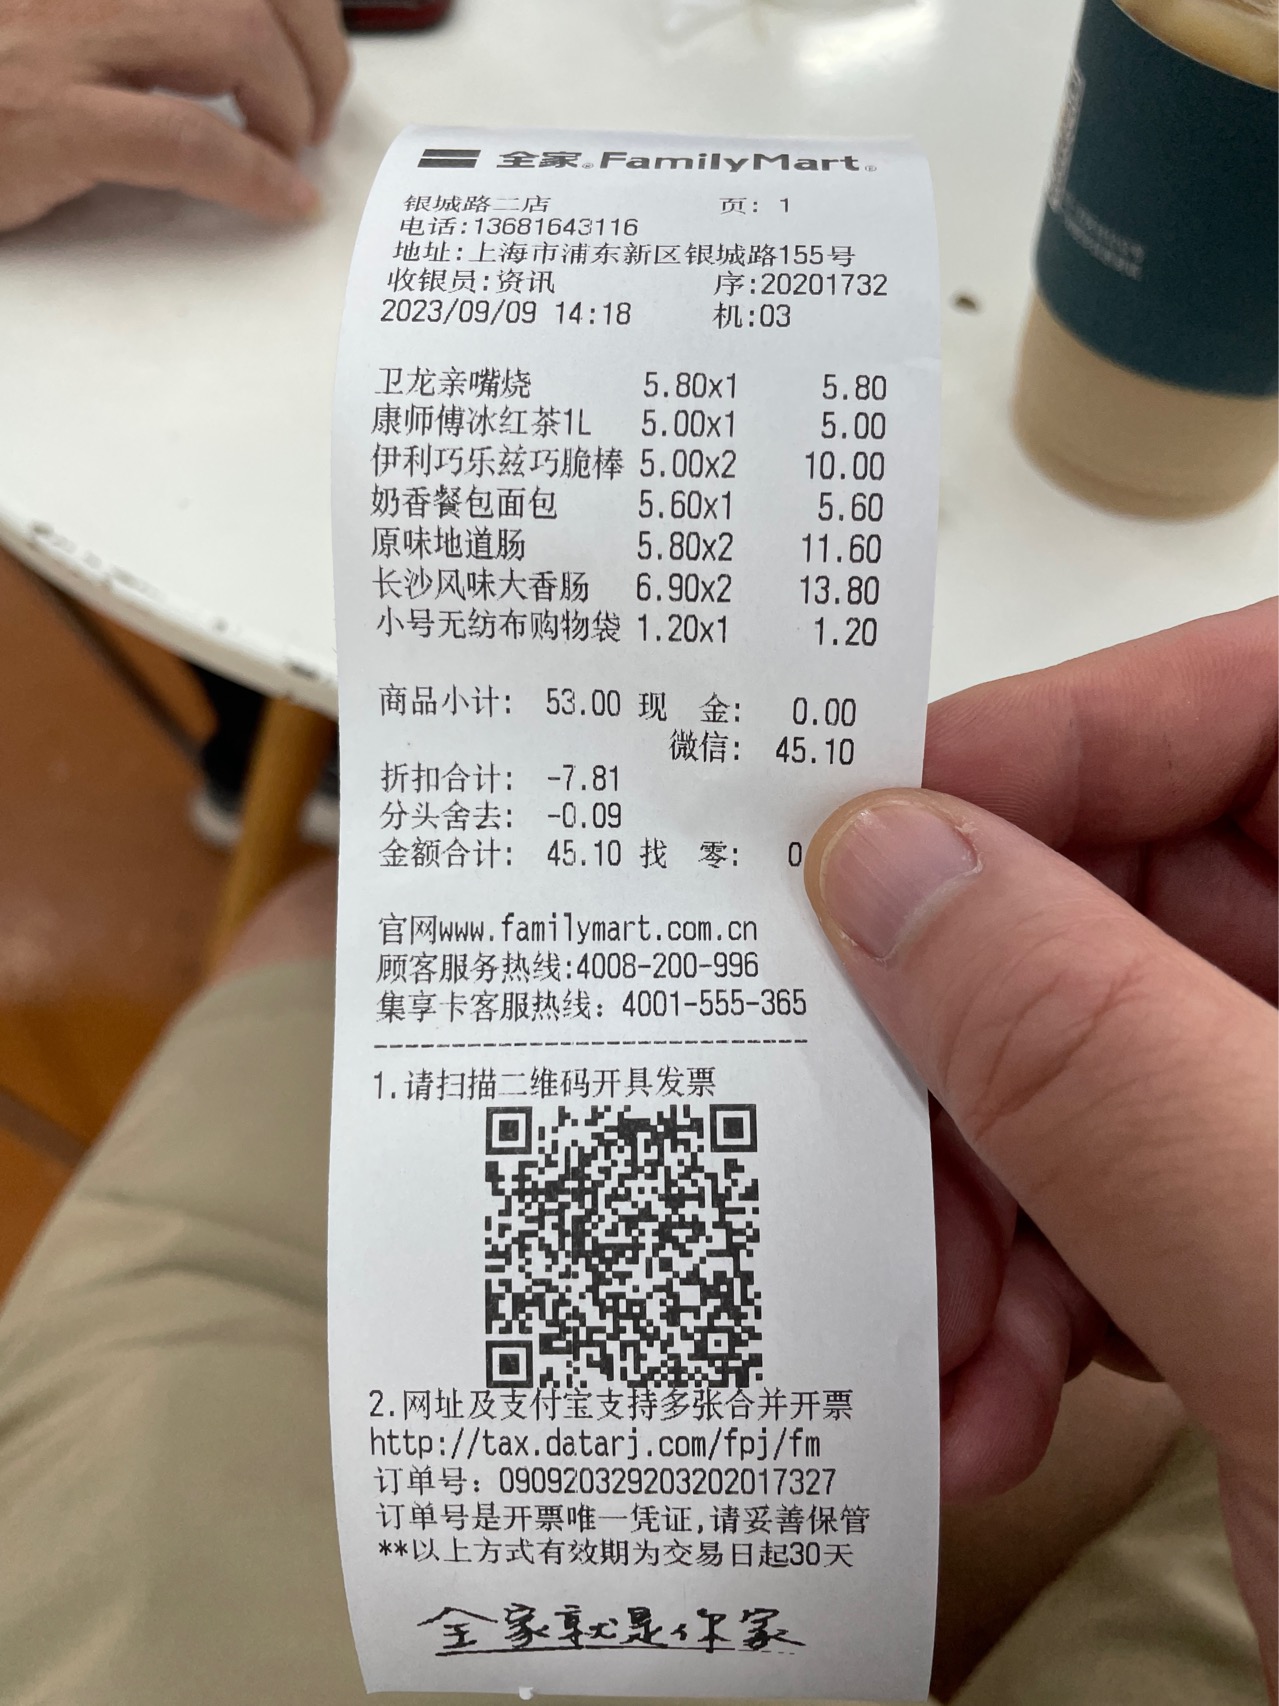 全家®FamilyMart®
银城路二店 页: 1
电话:13681643116
地址:上海市浦东新区银城路155号
收银员:资讯 序:20201732
2023/09/09 14:18 机:03
卫龙亲嘴烧 5.80x1 5.80
康师傅冰红茶1L 5.00x1 5.00
伊利巧乐兹巧脆棒 5.00x2 10.00
奶香餐包面包 5.60x1 5.60
原味地道肠 5.80x2 11.60
长沙风味大香肠 6.90x2 13.80
小号无纺布购物袋 1.20x1 1.20
商品小计: 53.00 现 金: 0.00
微信: 45.10
折扣合计: -7.81
分头舍去: -0.09
金额合计: 45.10 找 零: 0
官网www.familymart.com.cn
顾客服务热线:4008-200-996
集享卡客服热线: 4001-555-365
---------------------------
1.请扫描二维码开具发票
2.网址及支付宝支持多张合并开票
http://tax.datarj.com/fpj/fm
订单号: 090920329203202017327
订单号是开票唯一凭证,请妥善保管
**以上方式有效期为交易日起30天
全家就是你家